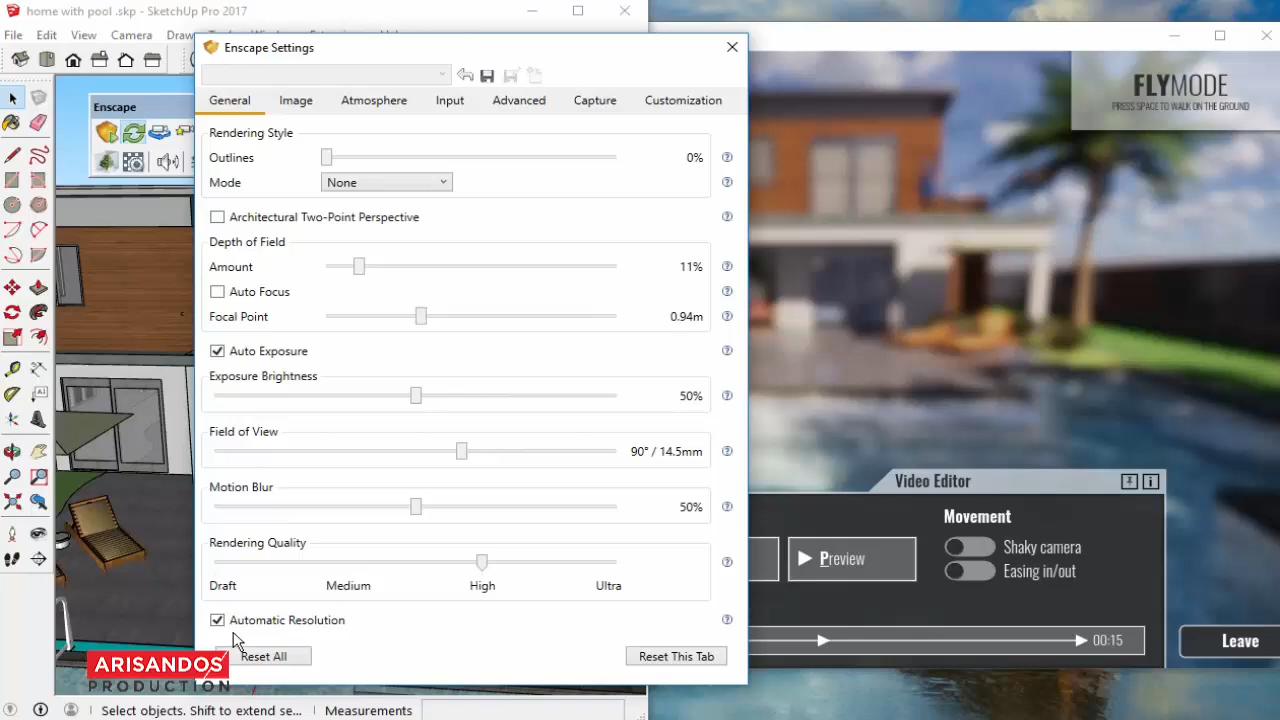 home with pool .skp - SketchUp Pro 2017
File Edit View Camera Draw
Enscape Settings
General Image Atmosphere Input Advanced Capture Customization
Enscape
Rendering Style
Outlines 0%
Mode None
Architectural Two-Point Perspective
Depth of Field
Amount 11%
Auto Focus
Focal Point 0.94m
Auto Exposure
Exposure Brightness
50%
Field of View
90° / 14.5mm
Motion Blur
50%
Rendering Quality
Draft Medium High Ultra
Automatic Resolution
Reset All Reset This Tab
FLYMODE
PRESS SPACE TO WALK ON THE GROUND
Video Editor
Movement
Preview
Shaky camera
Easing in/out
00:15
Leave
ARISANDOS
PRODUCTION
Select objects. Shift to extend se... Measurements